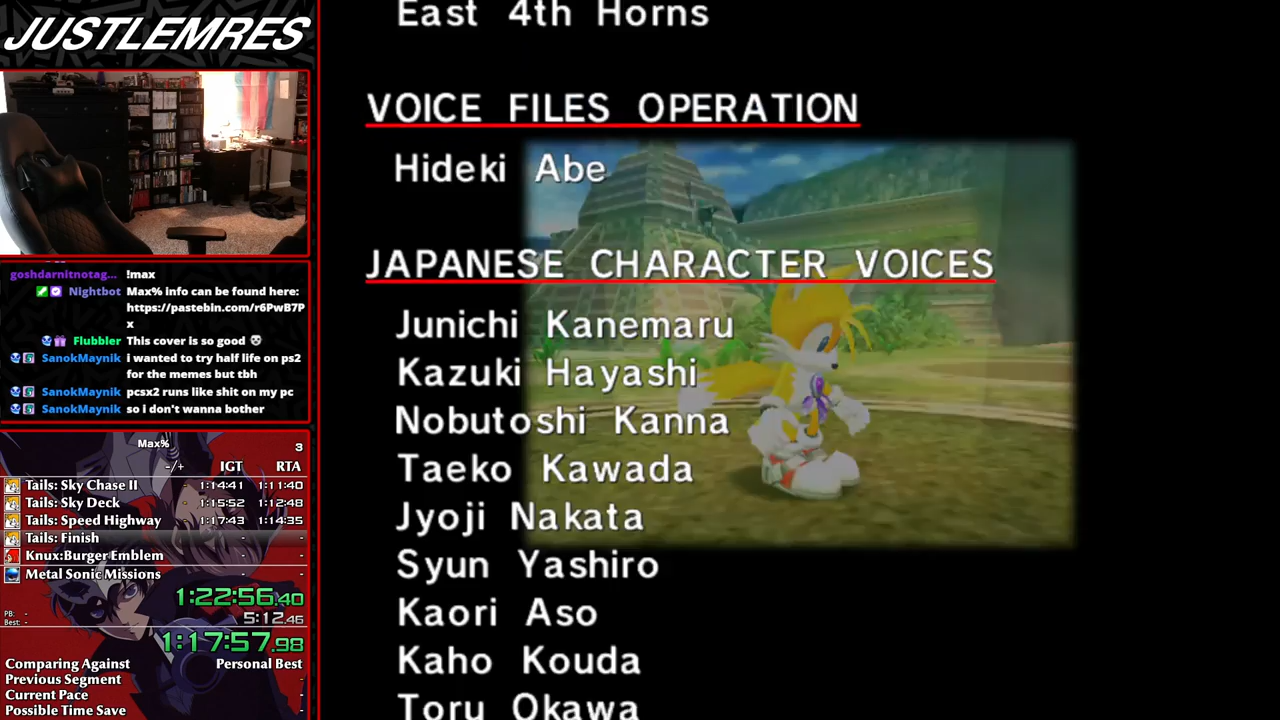 JUSTLEMRES
goshdarnitnotag... !max
Nightbot Max% info can be found here:
https://pastebin.com/r6PwB7P
x
Flubbler This cover is so good
SanokMaynik i wanted to try half life on ps2
for the memes but tbh
SanokMaynik pcsx2 runs like shit on my pc
SanokMaynik so i don't wanna bother
Max% 3
-/+ IGT RTA
Tails: Sky Chase II - 1:14:41 1:11:40
Tails: Sky Deck - 1:15:52 1:12:48
Tails: Speed Highway - 1:17:43 1:14:35
Tails: Finish - -
Knux:Burger Emblem - -
Metal Sonic Missions - -
1:22:56.40
PB: -
Best: -
5:12.46
1:17:57.98
Comparing Against Personal Best
Previous Segment -
Current Pace -
Possible Time Save -
East 4th Horns
VOICE FILES OPERATION
Hideki Abe
JAPANESE CHARACTER VOICES
Junichi Kanemaru
Kazuki Hayashi
Nobutoshi Kanna
Taeko Kawada
Jyoji Nakata
Syun Yashiro
Kaori Aso
Kaho Kouda
Toru Okawa